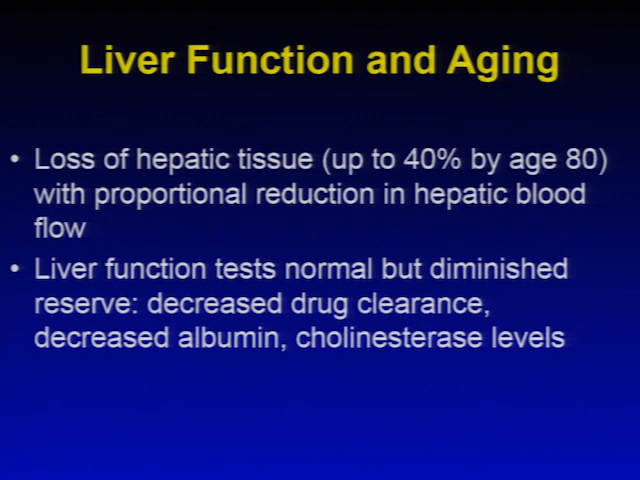 Liver Function and Aging
• Loss of hepatic tissue (up to 40% by age 80)
with proportional reduction in hepatic blood
flow
• Liver function tests normal but diminished
reserve: decreased drug clearance,
decreased albumin, cholinesterase levels